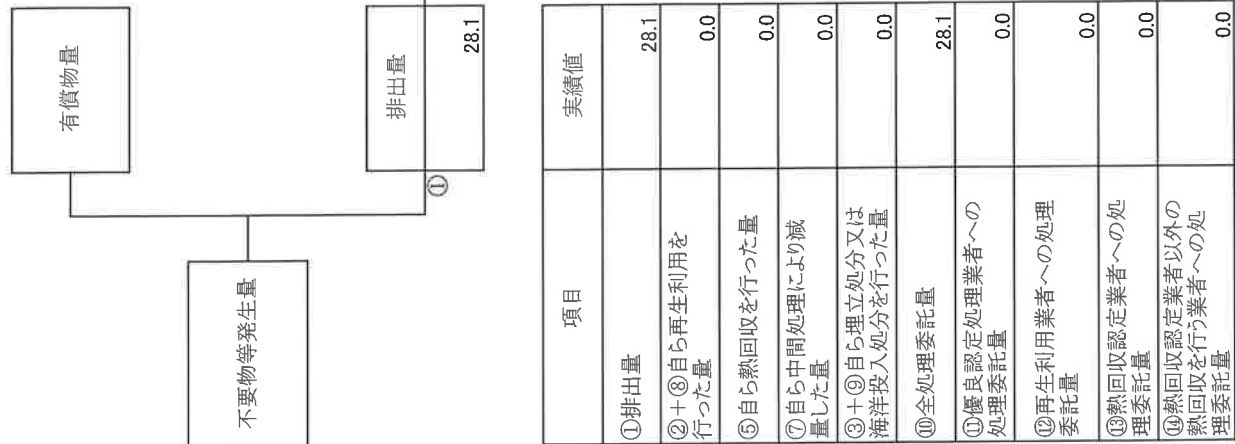 有償物量
不要物等発生量
①
排出量
28.1
項目
実績値
①排出量
28.1
②+⑧自ら再生利用を
行った量
0.0
⑤自ら熱回収を行った量
0.0
⑦自ら中間処理により減
量した量
0.0
③+⑨自ら埋立処分又は
海洋投入処分を行った量
0.0
⑩全処理委託量
28.1
⑪優良認定処理業者への
処理委託量
0.0
⑫再生利用業者への処理
委託量
0.0
⑬熱回収認定業者への処
理委託量
0.0
⑭熱回収認定業者以外の
熱回収を行う業者への処
理委託量
0.0